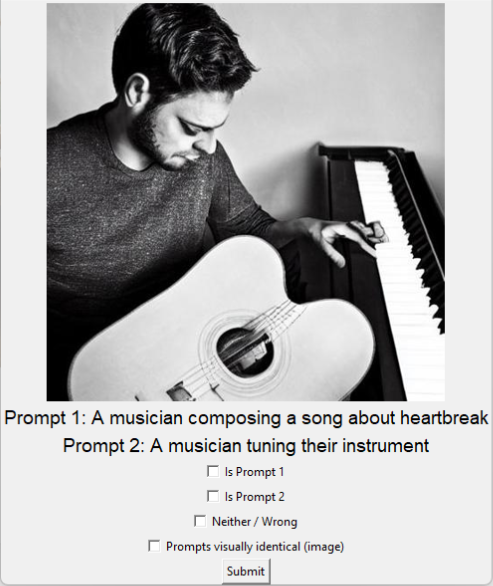 Prompt 1: A musician composing a song about heartbreak
Prompt 2: A musician tuning their instrument
Is Prompt 1
Is Prompt 2
Neither / Wrong
Prompts visually identical (image)
Submit